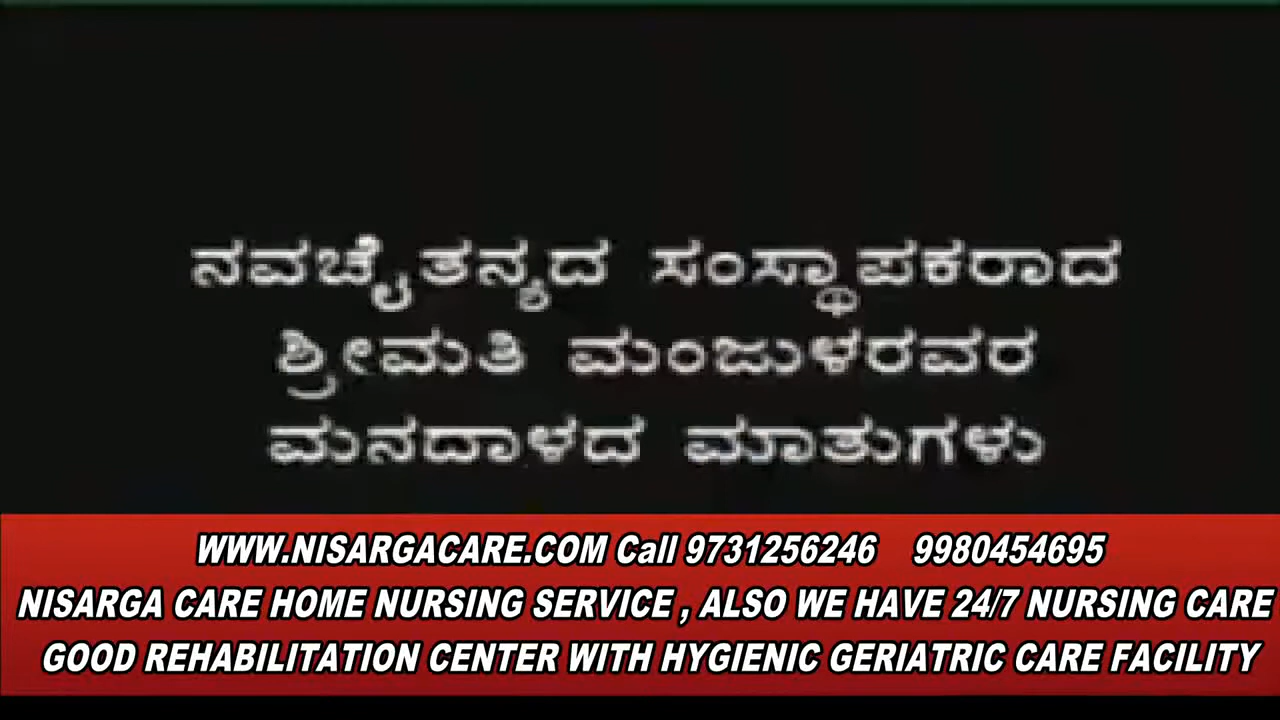 ನವಚೈತನ್ಯದ ಸಂಸ್ಥಾಪಕರಾದ
ಶ್ರೀಮತಿ ಮಂಜುಳರವರ
ಮನದಾಳದ ಮಾತುಗಳು
WWW.NISARGACARE.COM Call 9731256246 9980454695
NISARGA CARE HOME NURSING SERVICE , ALSO WE HAVE 24/7 NURSING CARE
GOOD REHABILITATION CENTER WITH HYGIENIC GERIATRIC CARE FACILITY